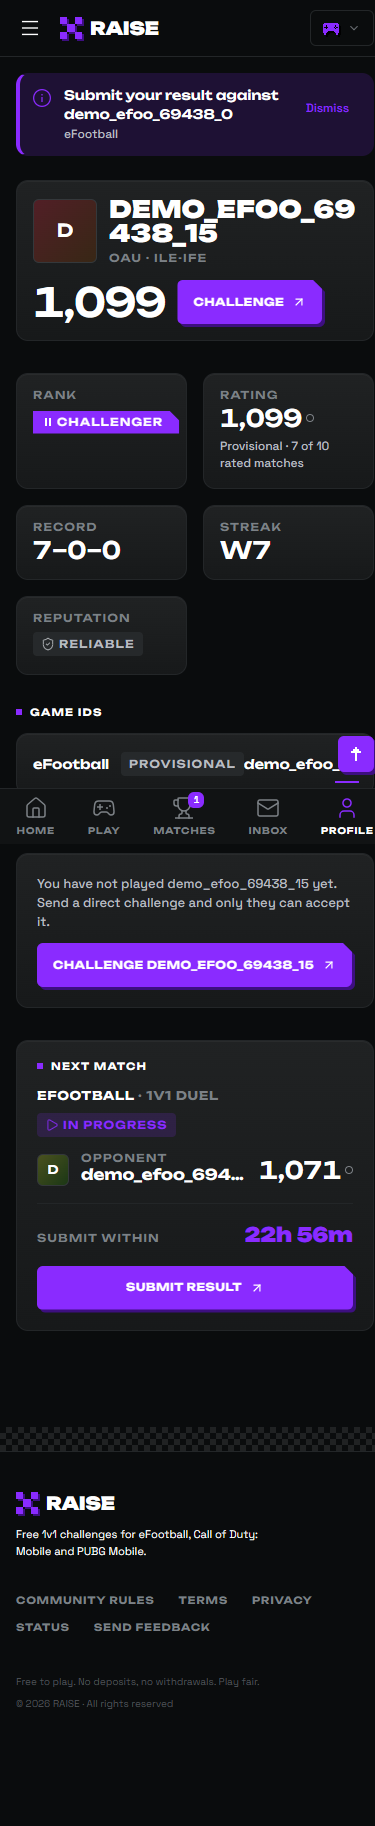 RAISE
Submit your result against
demo_efoo_69438_0
Dismiss
eFootball
D
DEMO_EFOO_69
438_15
OAU · ILE-IFE
1,099
CHALLENGE
RANK
CHALLENGER
RATING
1,099
Provisional · 7 of 10
rated matches
RECORD
7–0–0
STREAK
W7
REPUTATION
RELIABLE
GAME IDS
eFootball PROVISIONAL demo_efoo_
HOME PLAY MATCHES 1 INBOX PROFILE
You have not played demo_efoo_69438_15 yet.
Send a direct challenge and only they can accept
it.
CHALLENGE DEMO_EFOO_69438_15
NEXT MATCH
EFOOTBALL · 1V1 DUEL
IN PROGRESS
D
OPPONENT
demo_efoo_694... 1,071
SUBMIT WITHIN 22h 56m
SUBMIT RESULT
RAISE
Free 1v1 challenges for eFootball, Call of Duty:
Mobile and PUBG Mobile.
COMMUNITY RULES TERMS PRIVACY
STATUS SEND FEEDBACK
Free to play. No deposits, no withdrawals. Play fair.
© 2026 RAISE · All rights reserved